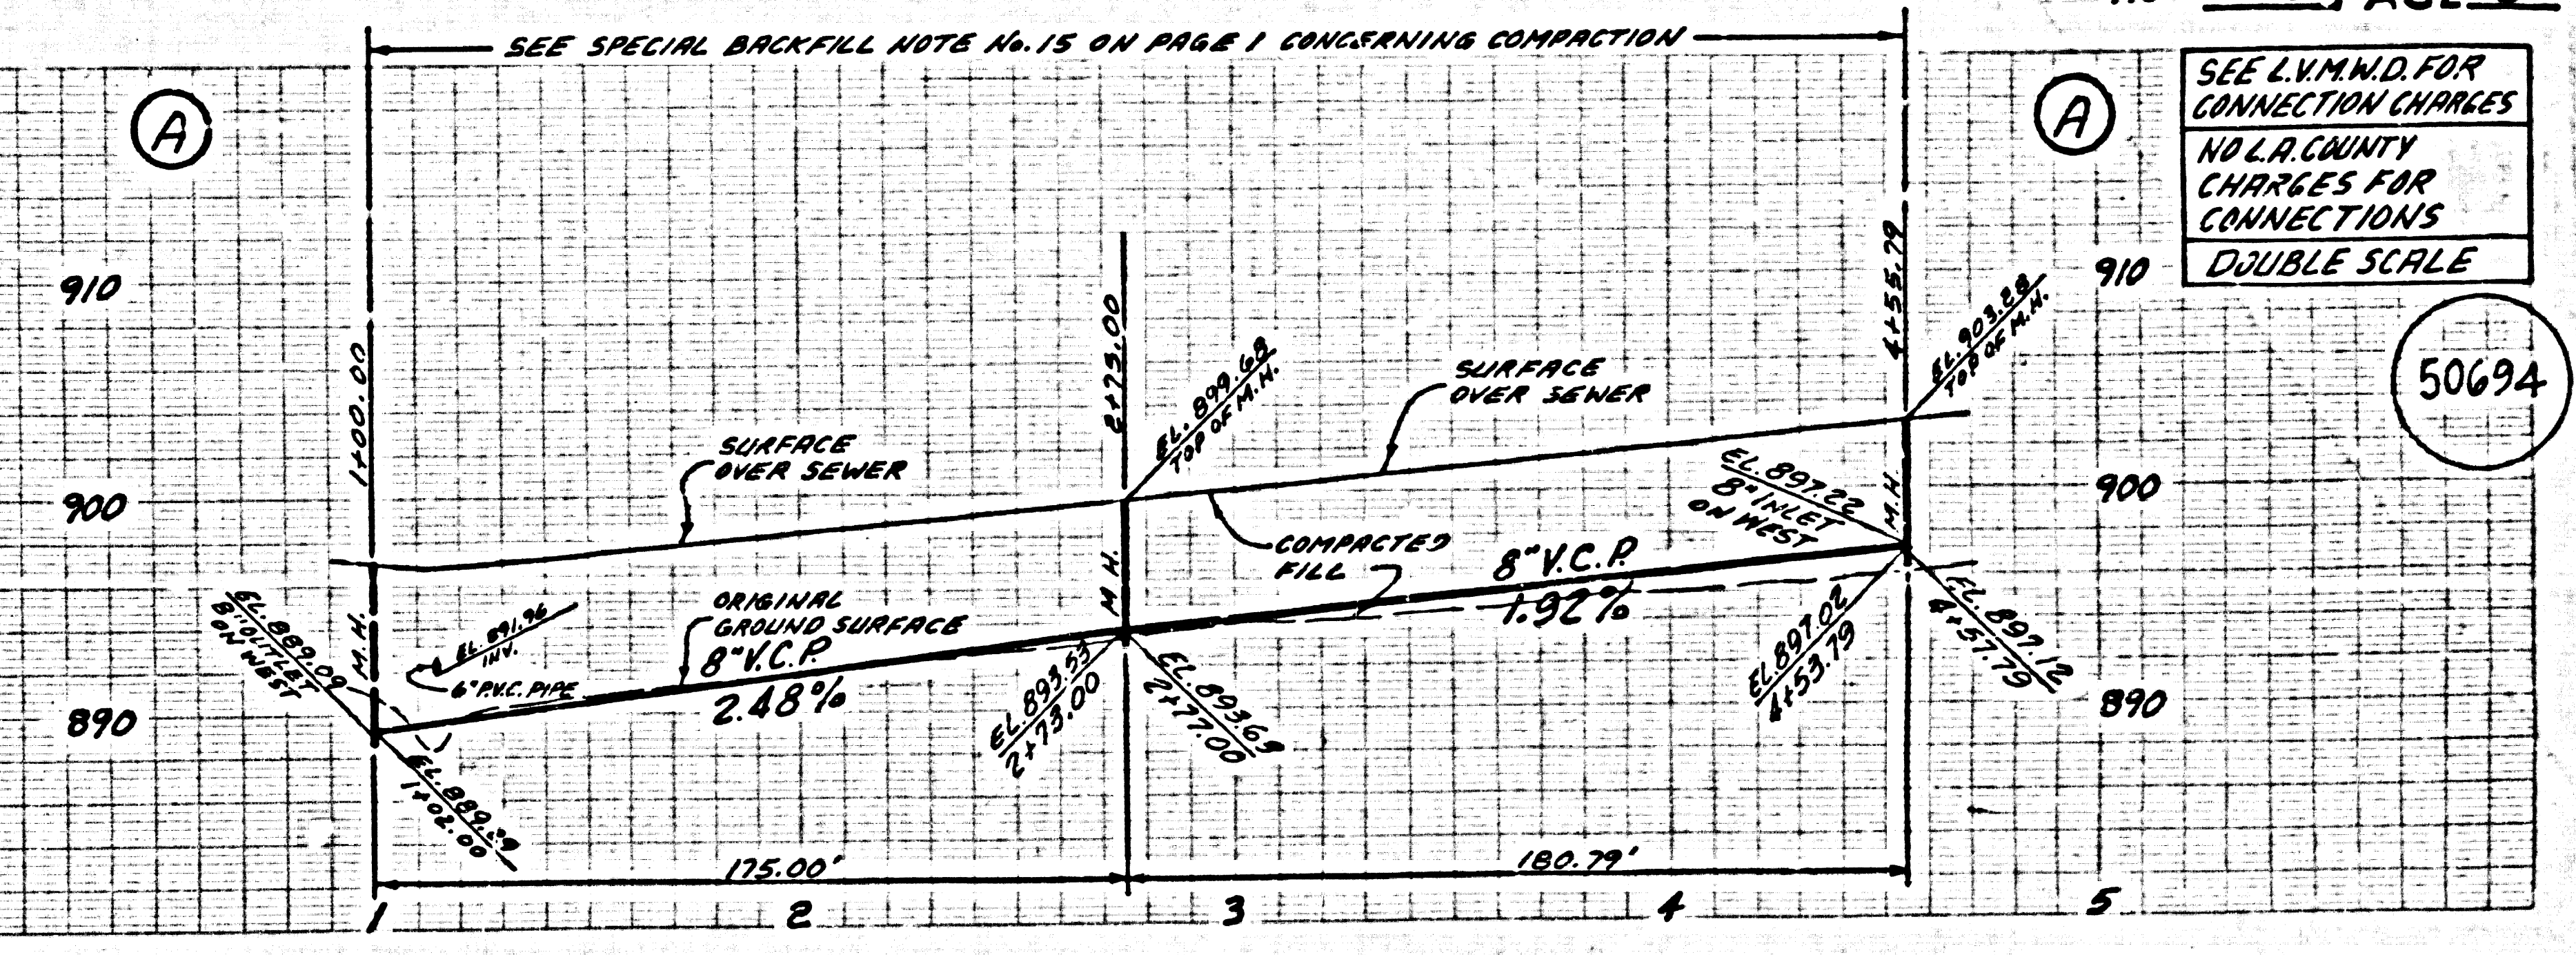 SEE SPECIAL BACKFILL NOTE No. 15 ON PAGE 1 CONCERNING COMPACTION
A
A
SEE L.V.M.W.D. FOR
CONNECTION CHARGES
NO L.A. COUNTY
CHARGES FOR
CONNECTIONS
DOUBLE SCALE
50694
910
900
890
910
900
890
1+00.00
M.H.
EL. 889.09
8" OUTLET
ON WEST
EL. 891.96
INV.
6" P.V.C. PIPE
EL. 889.29
1+02.00
SURFACE
OVER SEWER
ORIGINAL
GROUND SURFACE
8" V.C.P.
2.48%
2+75.00
M.H.
EL. 899.68
TOP OF M.H.
EL. 893.53
2+73.00
EL. 893.69
2+77.00
SURFACE
OVER SEWER
COMPACTED
FILL
8" V.C.P.
1.92%
4+55.79
M.H.
EL. 903.28
TOP OF M.H.
EL. 897.22
8" INLET
ON WEST
EL. 897.02
4+53.79
EL. 897.12
4+57.79
175.00'
180.79'
1
2
3
4
5